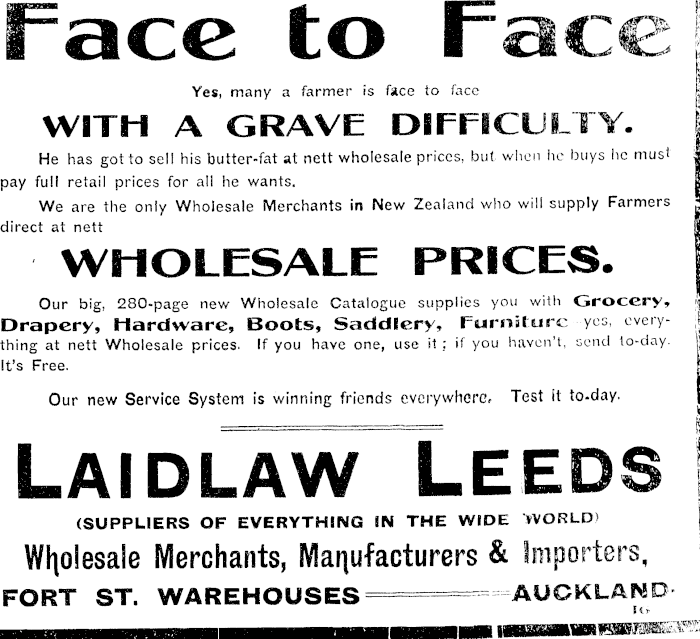 Face to Face
Yes, many a farmer is face to face
WITH A GRAVE DIFFICULTY.
He has got to sell his butter-fat at nett wholesale prices, but when he buys he must
pay full retail prices for all he wants.
We are the only Wholesale Merchants in New Zealand who will supply Farmers
direct at nett
WHOLESALE PRICES.
Our big, 280-page new Wholesale Catalogue supplies you with Grocery,
Drapery, Hardware, Boots, Saddlery, Furniture yes, every-
thing at nett Wholesale prices. If you have one, use it; if you haven't, send to-day.
It's Free.
Our new Service System is winning friends everywhere. Test it to-day.
LAIDLAW LEEDS
(SUPPLIERS OF EVERYTHING IN THE WIDE WORLD)
Wholesale Merchants, Manufacturers & Importers,
FORT ST. WAREHOUSES AUCKLAND.